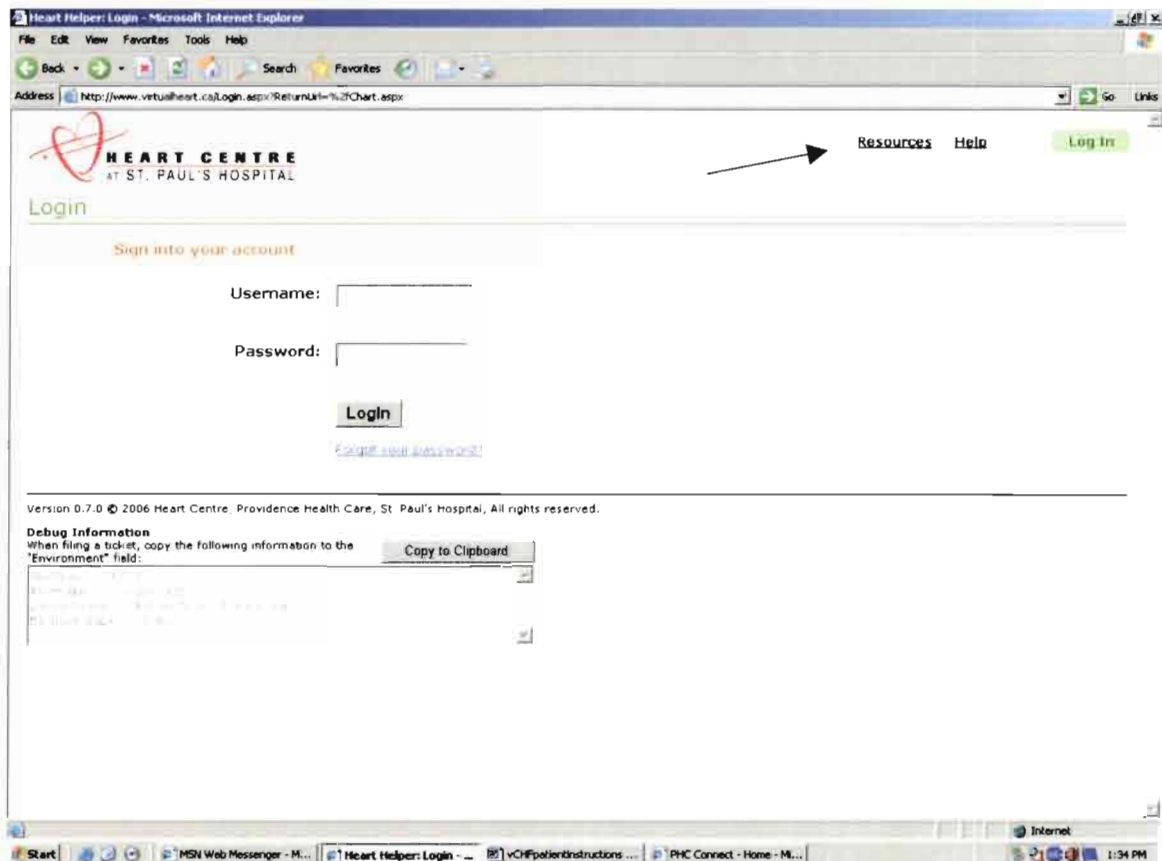 Heart Helper: Login - Microsoft Internet Explorer
File Edit View Favorites Tools Help
Back Search Favorites
Address http://www.virtualheart.ca/Login.aspx?ReturnUrl=%2fChart.aspx Go Links
HEART CENTRE
AT ST. PAUL'S HOSPITAL
Resources Help Log In
Login
Sign into your account
Username:
Password:
LogIn
Forgot your password?
Version 0.7.0 © 2006 Heart Centre, Providence Health Care, St. Paul's Hospital, All rights reserved.
Debug Information
When filing a ticket, copy the following information to the
"Environment" field:
Copy to Clipboard
Internet
Start MSN Web Messenger - M... Heart Helper: Login - ... vCHFpatientInstructions ... PHC Connect - Home - Mi... 1:34 PM